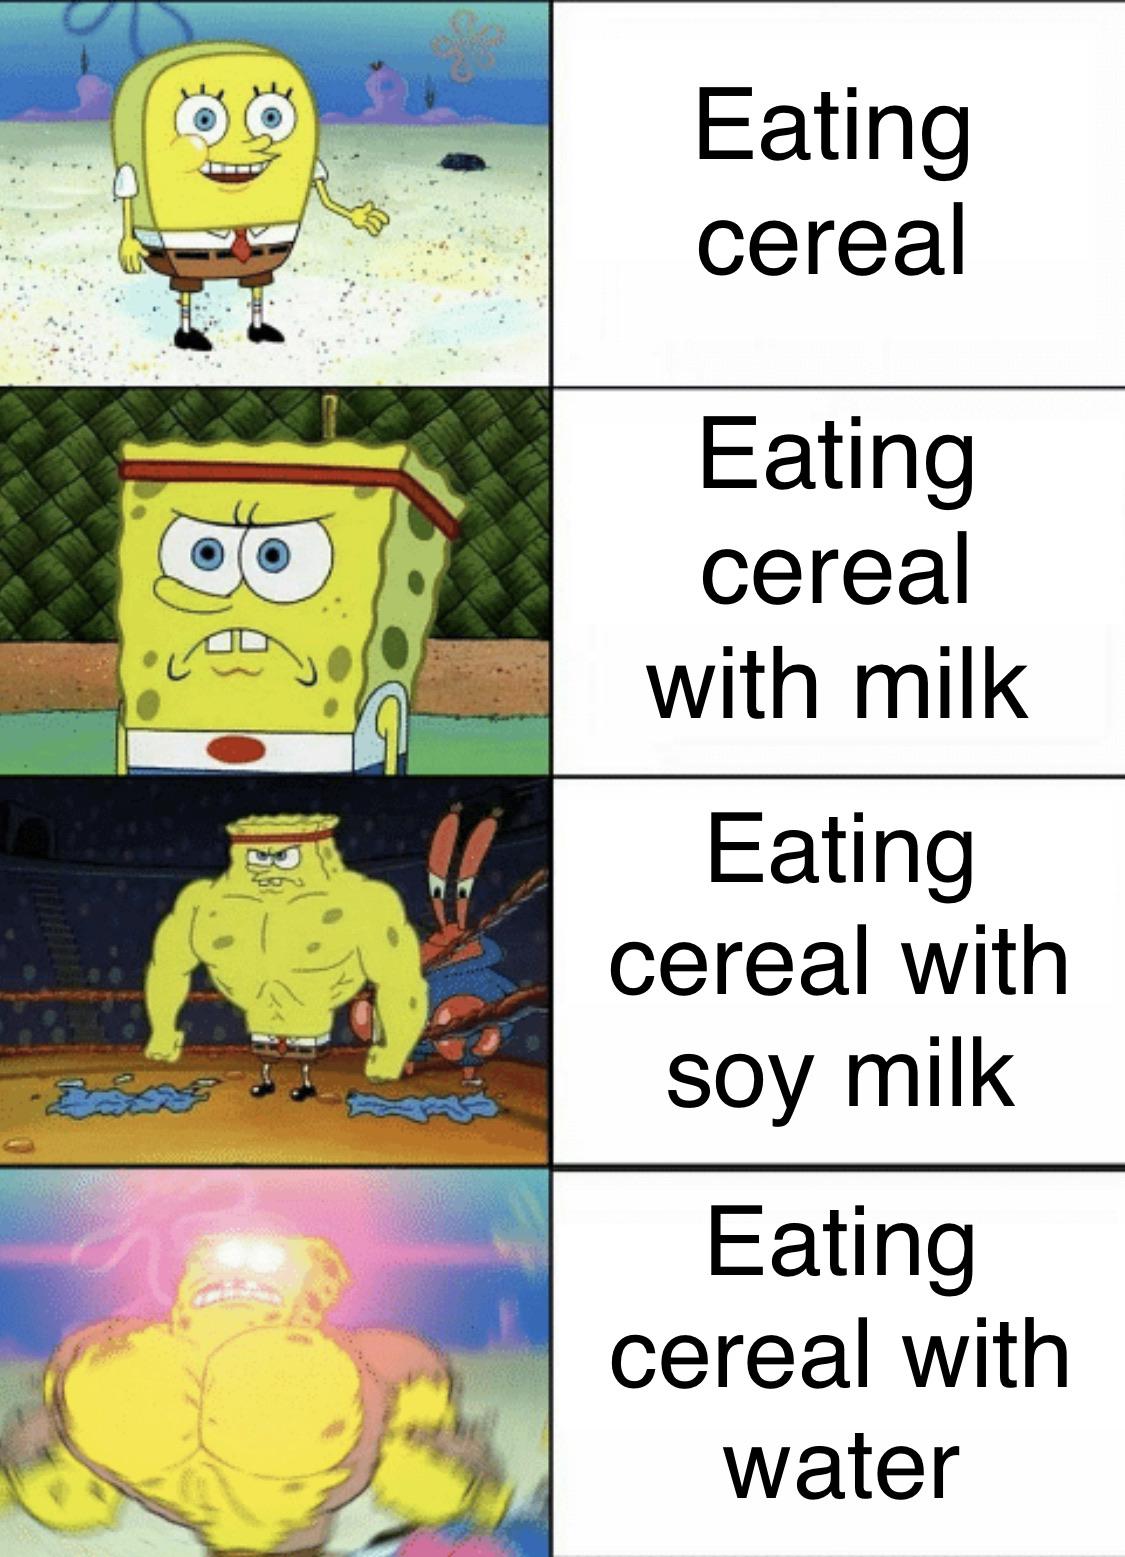 Eating
cereal
Eating
cereal
with milk
Eating
cereal with
soy milk
Eating
cereal with
water